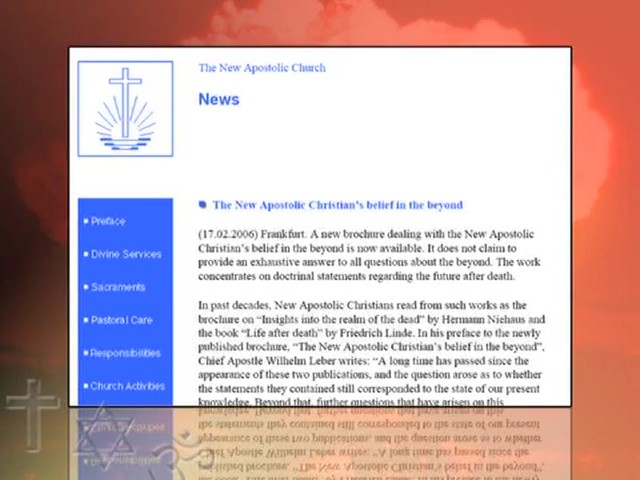 The New Apostolic Church
News
The New Apostolic Christian's belief in the beyond
Preface
Divine Services
Sacraments
Pastoral Care
Responsibilities
Church Activities
(17.02.2006) Frankfurt. A new brochure dealing with the New Apostolic
Christian's belief in the beyond is now available. It does not claim to
provide an exhaustive answer to all questions about the beyond. The work
concentrates on doctrinal statements regarding the future after death.
In past decades, New Apostolic Christians read from such works as the
brochure on "Insights into the realm of the dead" by Hermann Niehaus and
the book "Life after death" by Friedrich Linde. In his preface to the newly
published brochure, "The New Apostolic Christian's belief in the beyond",
Chief Apostle Wilhelm Leber writes: "A long time has passed since the
appearance of these two publications, and the question arose as to whether
the statements they contained still corresponded to the state of our present
knowledge. Beyond that, further questions that have arisen on this